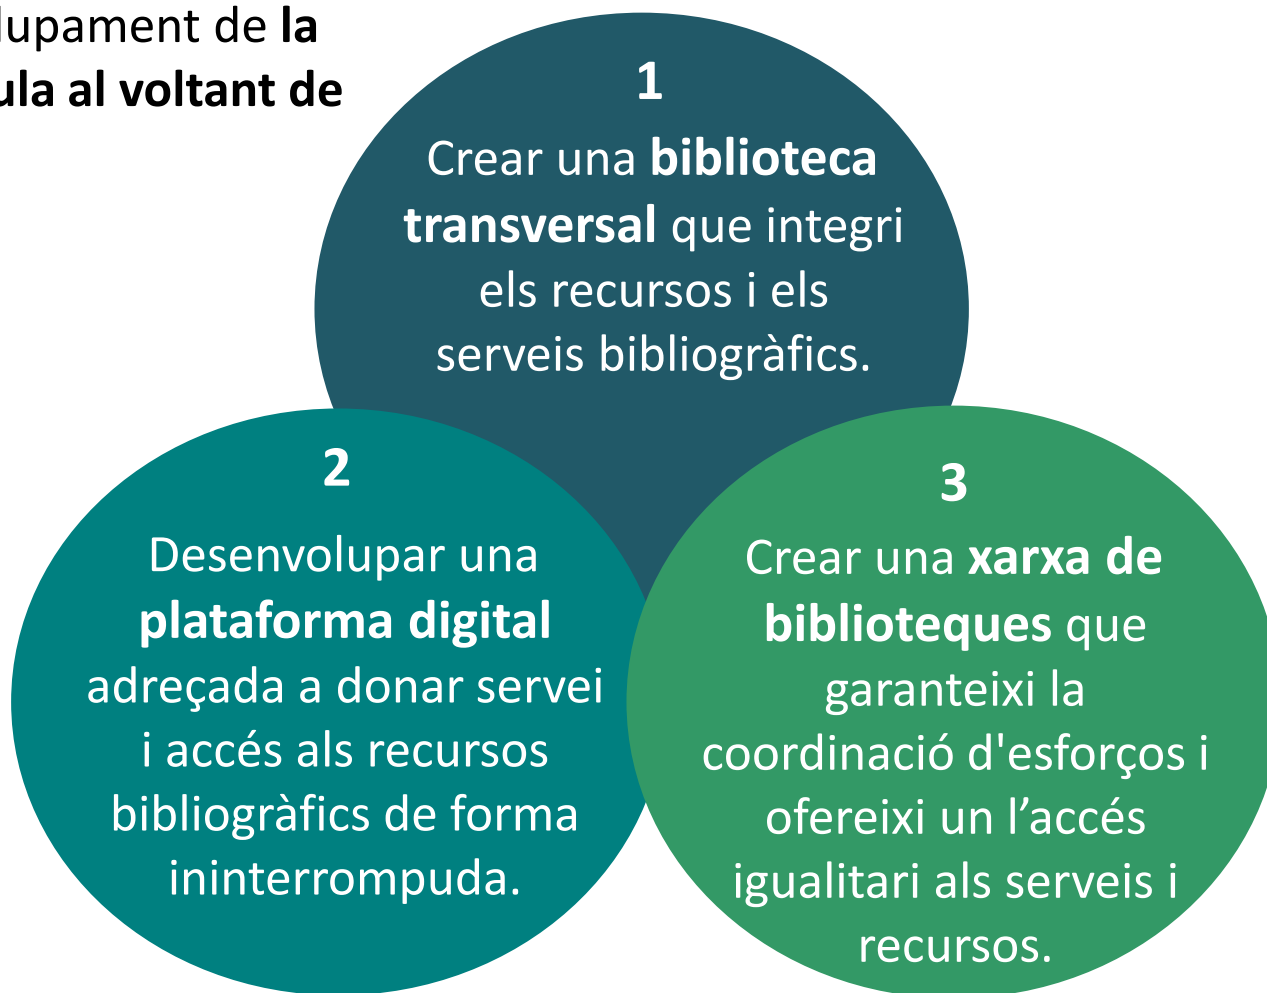 lupament de la
ula al voltant de
1
Crear una biblioteca
transversal que integri
els recursos i els
serveis bibliogràfics.
2
Desenvolupar una
plataforma digital
adreçada a donar servei
i accés als recursos
bibliogràfics de forma
ininterrompuda.
3
Crear una xarxa de
biblioteques que
garanteixi la
coordinació d'esforços i
ofereixi un l’accés
igualitari als serveis i
recursos.